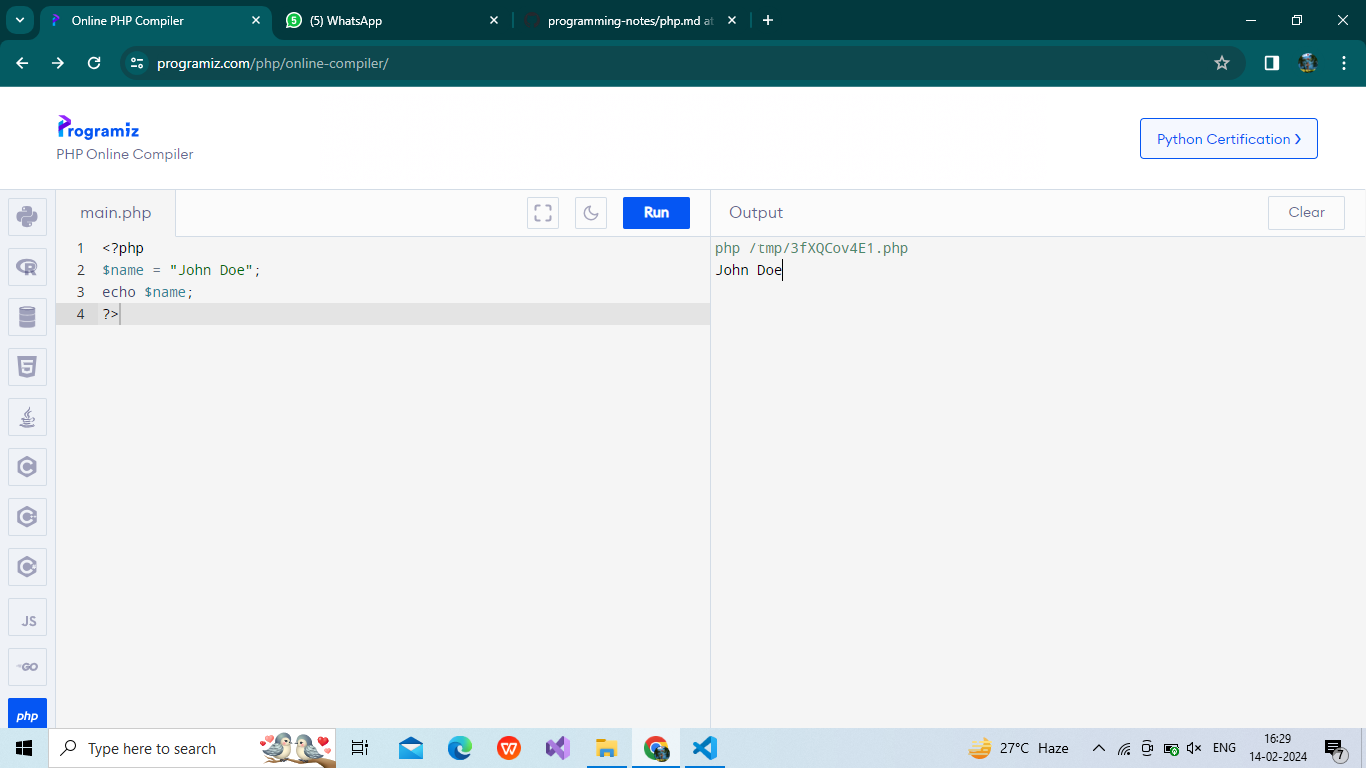 Online PHP Compiler
(5) WhatsApp
programming-notes/php.md at
programiz.com/php/online-compiler/
Programiz
PHP Online Compiler
Python Certification
main.php
Run
Output
Clear
1 <?php
2 $name = "John Doe";
3 echo $name;
4 ?>
php /tmp/3fXQCov4E1.php
John Doe
R
5
C
C
C
JS
GO
php
Type here to search
W
27°C Haze
ENG
16:29
14-02-2024
7